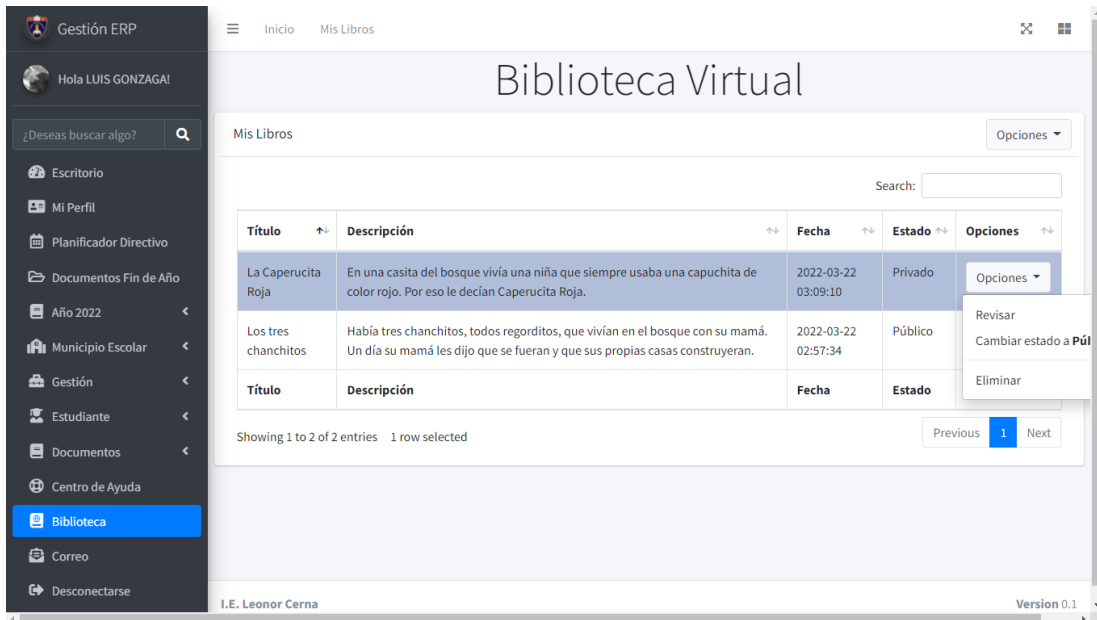 Gestión ERP
Inicio Mis Libros
Hola LUIS GONZAGA!
Biblioteca Virtual
¿Deseas buscar algo?
Mis Libros
Opciones
Escritorio
Mi Perfil
Planificador Directivo
Documentos Fin de Año
Año 2022
Municipio Escolar
Gestión
Estudiante
Documentos
Centro de Ayuda
Biblioteca
Correo
Desconectarse
Search:
Título Descripción Fecha Estado Opciones
La Caperucita
Roja
En una casita del bosque vivía una niña que siempre usaba una capuchita de
color rojo. Por eso le decían Caperucita Roja.
2022-03-22
03:09:10
Privado
Opciones
Revisar
Cambiar estado a
Eliminar
Los tres
chanchitos
Había tres chanchitos, todos regorditos, que vivían en el bosque con su mamá.
Un día su mamá les dijo que se fueran y que sus propias casas construyeran.
2022-03-22
02:57:34
Público
Título Descripción Fecha Estado
Showing 1 to 2 of 2 entries 1 row selected
Previous 1 Next
I.E. Leonor Cerna
Version 0.1